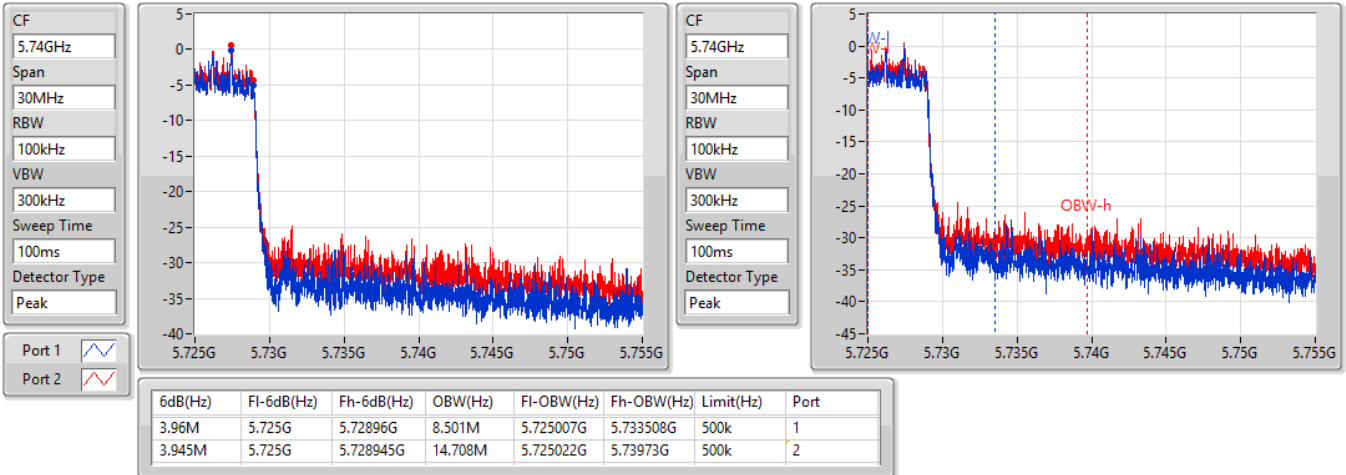 CF
5.74GHz
Span
30MHz
RBW
100kHz
VBW
300kHz
Sweep Time
100ms
Detector Type
Peak
Port 1
Port 2
5-
0-
-5-
-10-
-15-
-20-
-25-
-30-
-35-
-40-
5.725G 5.73G 5.735G 5.74G 5.745G 5.75G 5.755G
CF
5.74GHz
Span
30MHz
RBW
100kHz
VBW
300kHz
Sweep Time
100ms
Detector Type
Peak
5-
0-
-5-
-10-
-15-
-20-
-25-
-30-
-35-
-40-
-45-
W-l
OBW-h
5.725G 5.73G 5.735G 5.74G 5.745G 5.75G 5.755G
6dB(Hz) Fl-6dB(Hz) Fh-6dB(Hz) OBW(Hz) Fl-OBW(Hz) Fh-OBW(Hz) Limit(Hz) Port
3.96M 5.725G 5.72896G 8.501M 5.725007G 5.733508G 500k 1
3.945M 5.725G 5.728945G 14.708M 5.725022G 5.73973G 500k 2